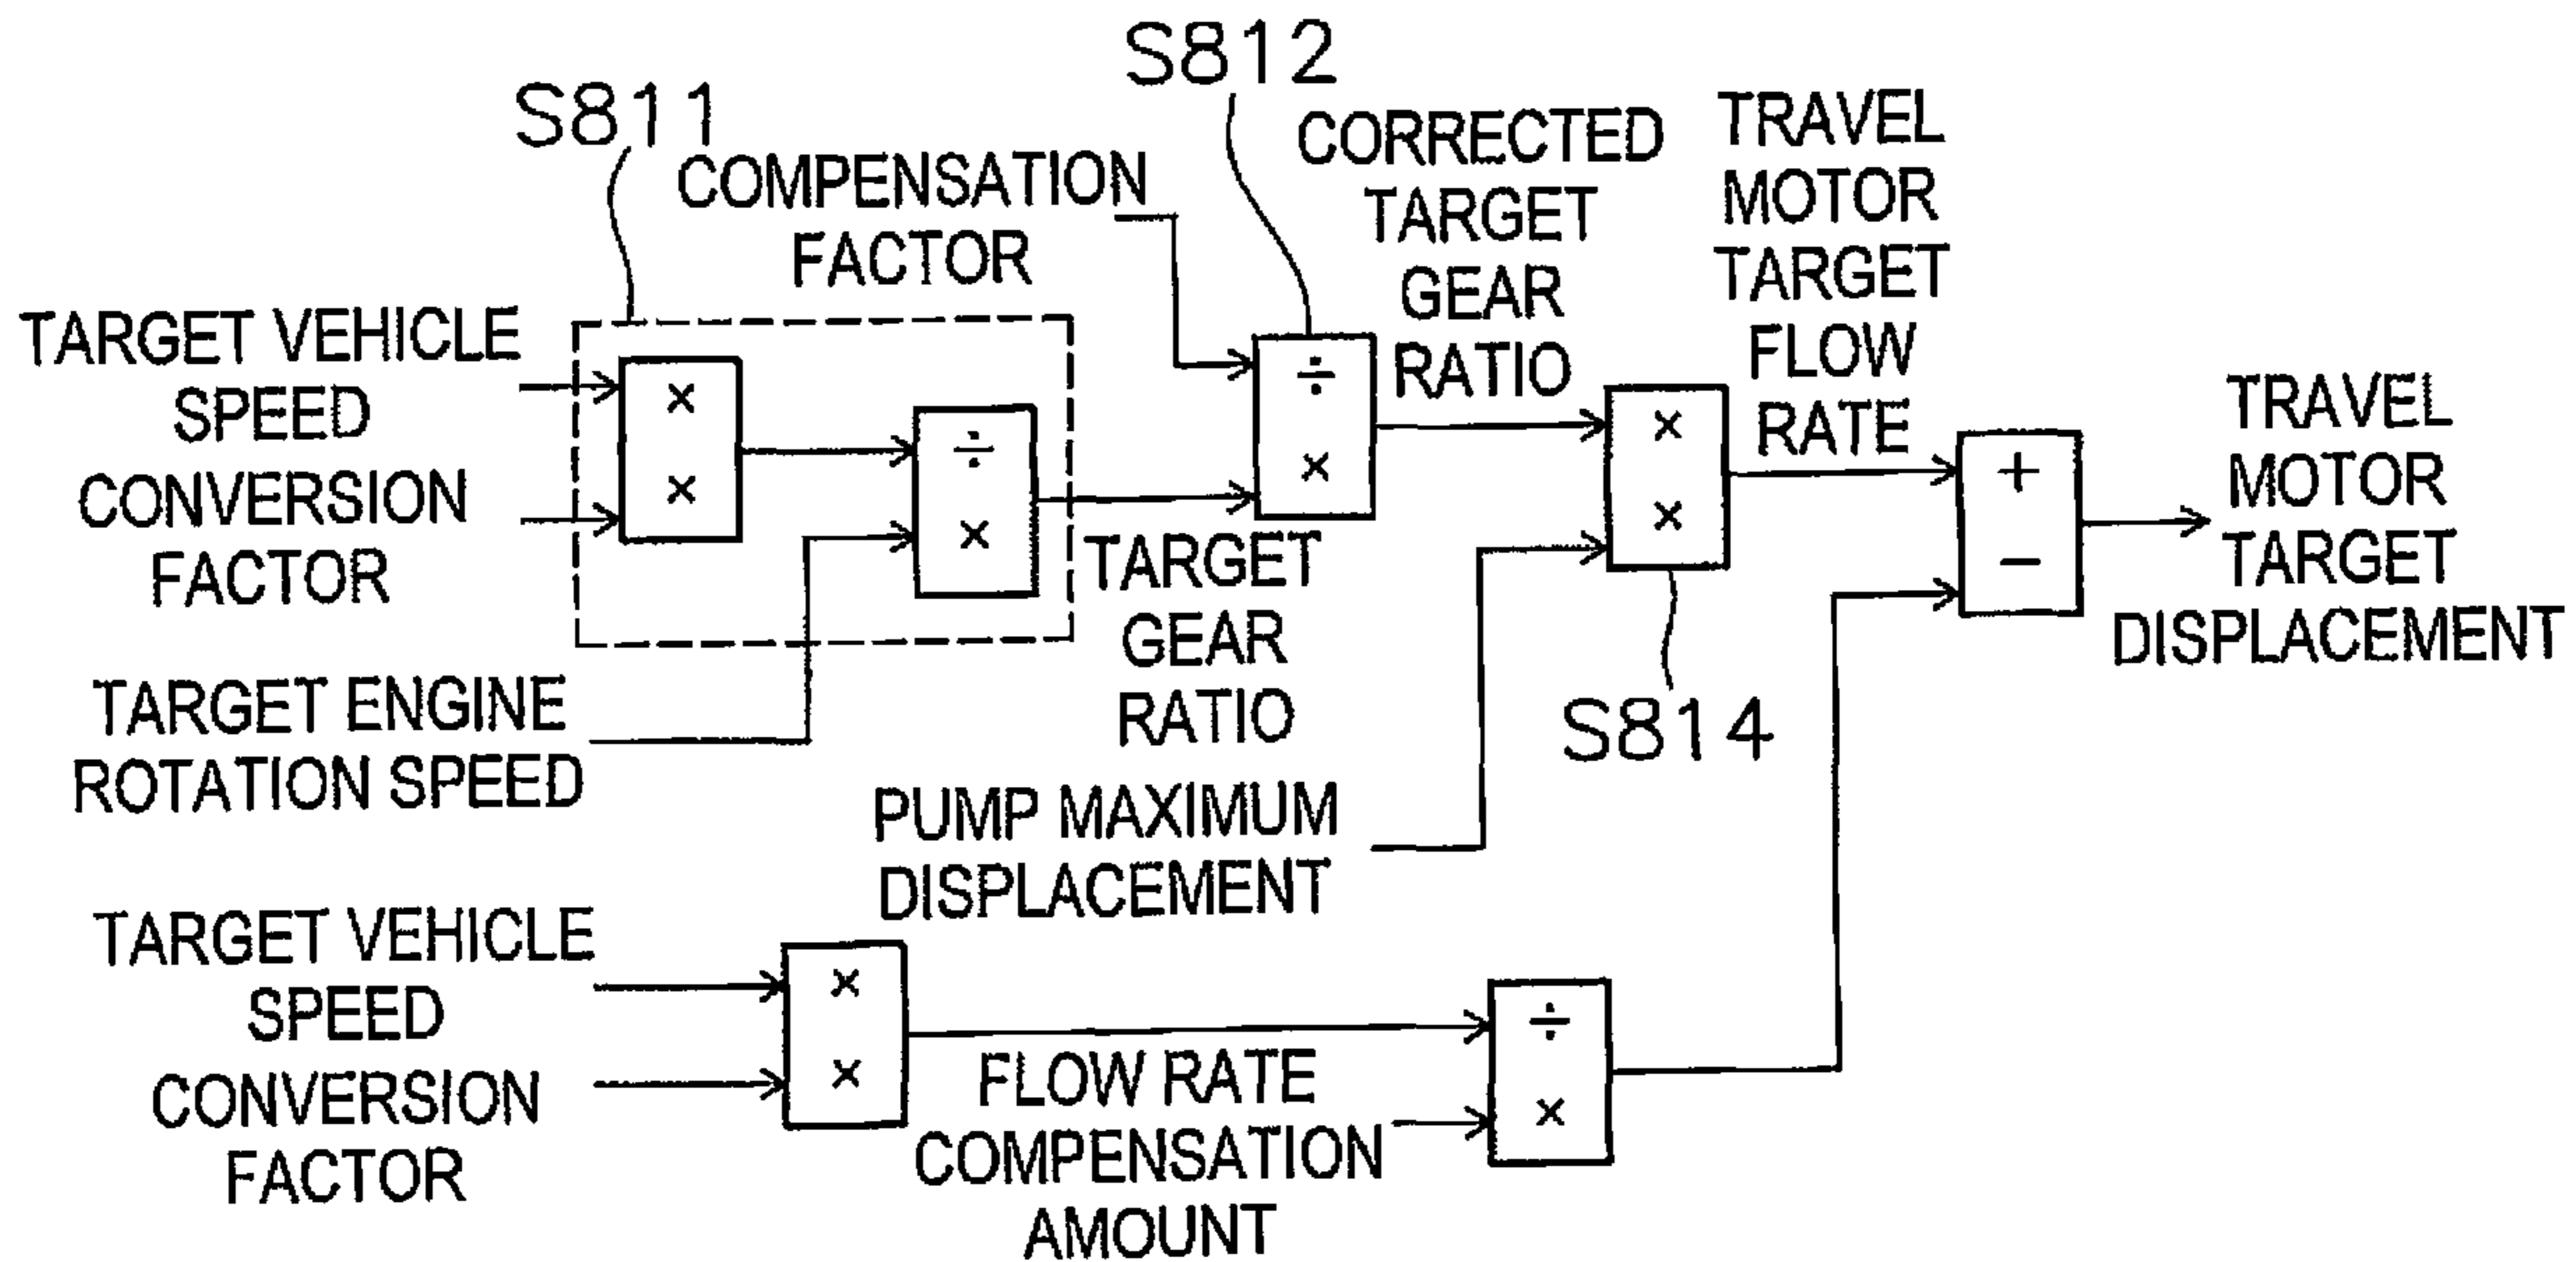 S811
S812
COMPENSATION
FACTOR
CORRECTED
TARGET
GEAR
RATIO
TRAVEL
MOTOR
TARGET
FLOW
RATE
TARGET VEHICLE
SPEED
CONVERSION
FACTOR
×
×
÷
×
÷
×
×
×
+
−
TRAVEL
MOTOR
TARGET
DISPLACEMENT
TARGET
GEAR
RATIO
TARGET ENGINE
ROTATION SPEED
S814
PUMP MAXIMUM
DISPLACEMENT
TARGET VEHICLE
SPEED
CONVERSION
FACTOR
×
×
FLOW RATE
COMPENSATION
AMOUNT
÷
×